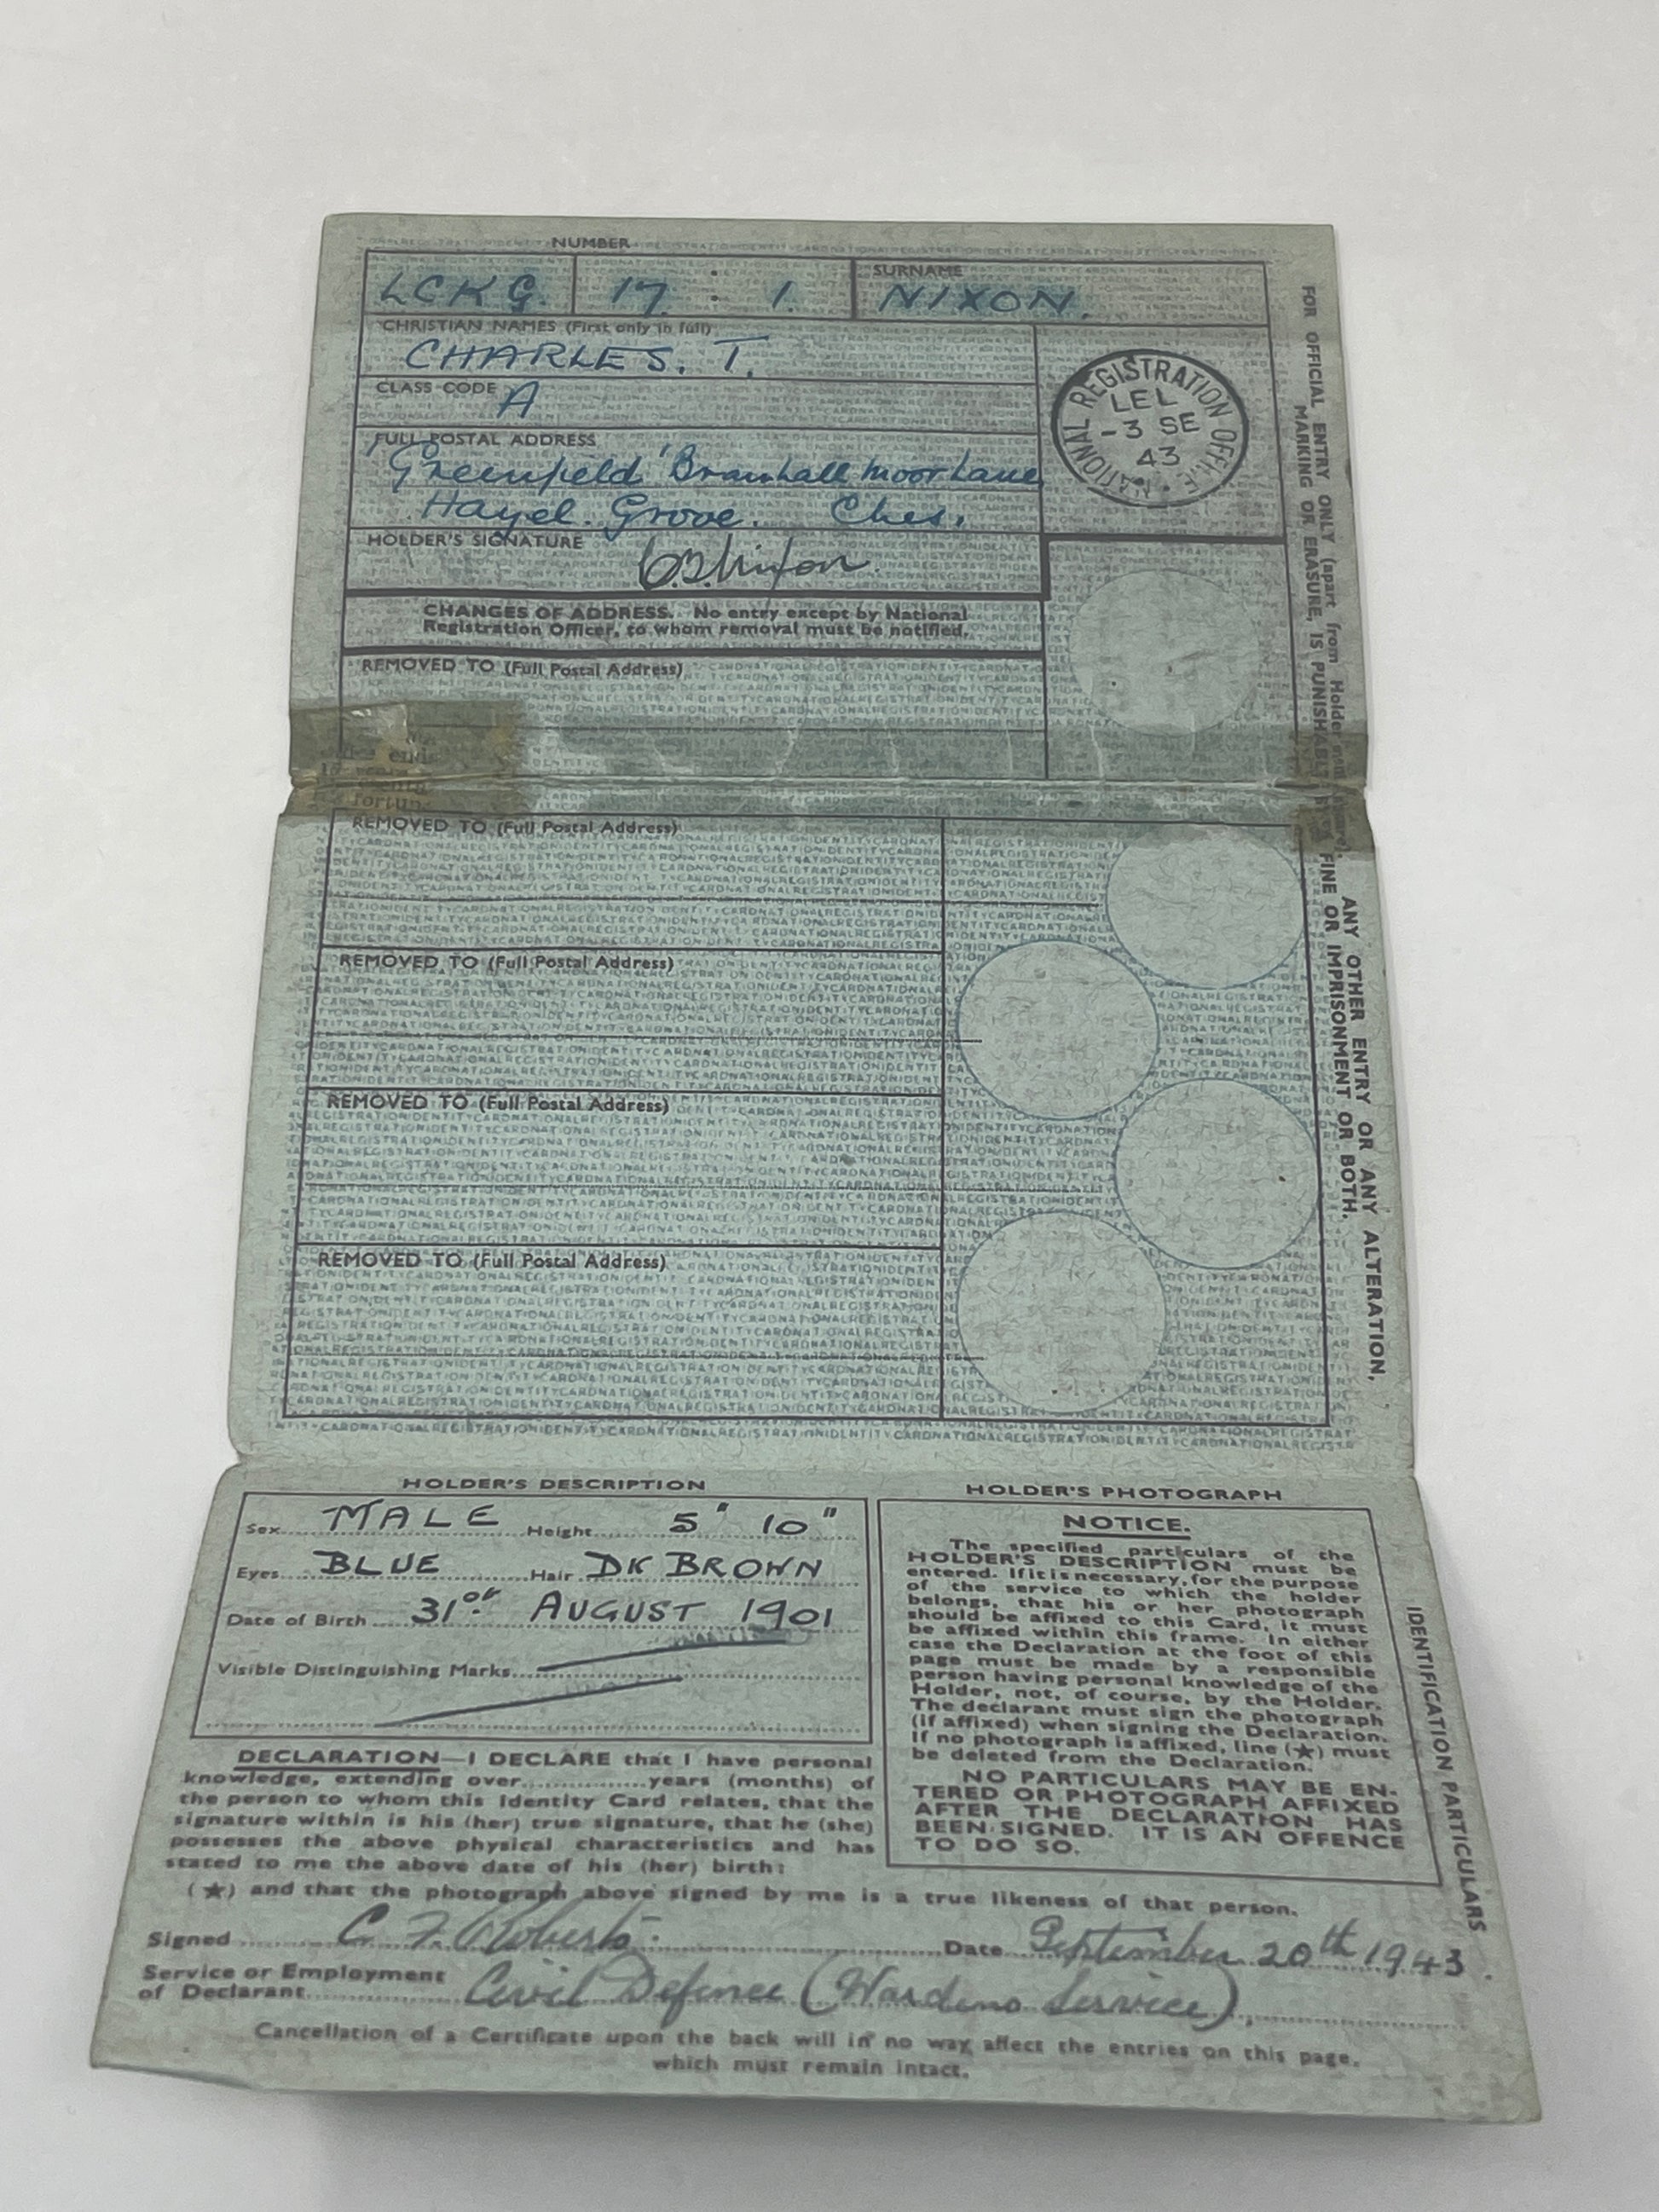 NUMBER
LCKG. 17 : 1.
SURNAME
NIXON.
CHRISTIAN NAMES (First only in full)
CHARLES. T.
CLASS CODE A
FULL POSTAL ADDRESS
'Greenfield' Bramhall Moor Lane
Hazel. Grove. Ches.
HOLDER'S SIGNATURE
C.T. Nixon.
NATIONAL REGISTRATION OFFICE
LEL
-3 SE
43
CHANGES OF ADDRESS. No entry except by National
Registration Officer, to whom removal must be notified.
REMOVED TO (Full Postal Address)
REMOVED TO (Full Postal Address)
REMOVED TO (Full Postal Address)
REMOVED TO (Full Postal Address)
REMOVED TO (Full Postal Address)
FOR OFFICIAL ENTRY ONLY (apart from Holder
MARKING OR ERASURE, IS PUNISHABLE
ANY OTHER ENTRY OR ANY ALTERATION,
FINE OR IMPRISONMENT OR BOTH.
HOLDER'S DESCRIPTION
Sex MALE Height 5" 10"
Eyes BLUE Hair DK BROWN
Date of Birth 31st AUGUST 1901
Visible Distinguishing Marks
HOLDER'S PHOTOGRAPH
NOTICE.
The specified particulars of the
HOLDER'S DESCRIPTION must be
entered. If it is necessary, for the purpose
of the service to which the holder
belongs, that his or her photograph
should be affixed to this Card, it must
be affixed within this frame. In either
case the Declaration at the foot of this
page must be made by a responsible
person having personal knowledge of the
Holder, not, of course, by the Holder.
The declarant must sign the photograph
(if affixed) when signing the Declaration.
If no photograph is affixed, line (★) must
be deleted from the Declaration.
NO PARTICULARS MAY BE EN-
TERED OR PHOTOGRAPH AFFIXED
AFTER THE DECLARATION HAS
BEEN SIGNED. IT IS AN OFFENCE
TO DO SO.
IDENTIFICATION PARTICULARS
DECLARATION—I DECLARE that I have personal
knowledge, extending over..............years (months) of
the person to whom this Identity Card relates, that the
signature within is his (her) true signature, that he (she)
possesses the above physical characteristics and has
stated to me the above date of his (her) birth:
(★) and that the photograph above signed by me is a true likeness of that person.
Signed C F. Roberts. Date September 20th 1943.
Service or Employment
of Declarant Civil Defence (Wardens Service)
Cancellation of a Certificate upon the back will in no way affect the entries on this page,
which must remain intact.